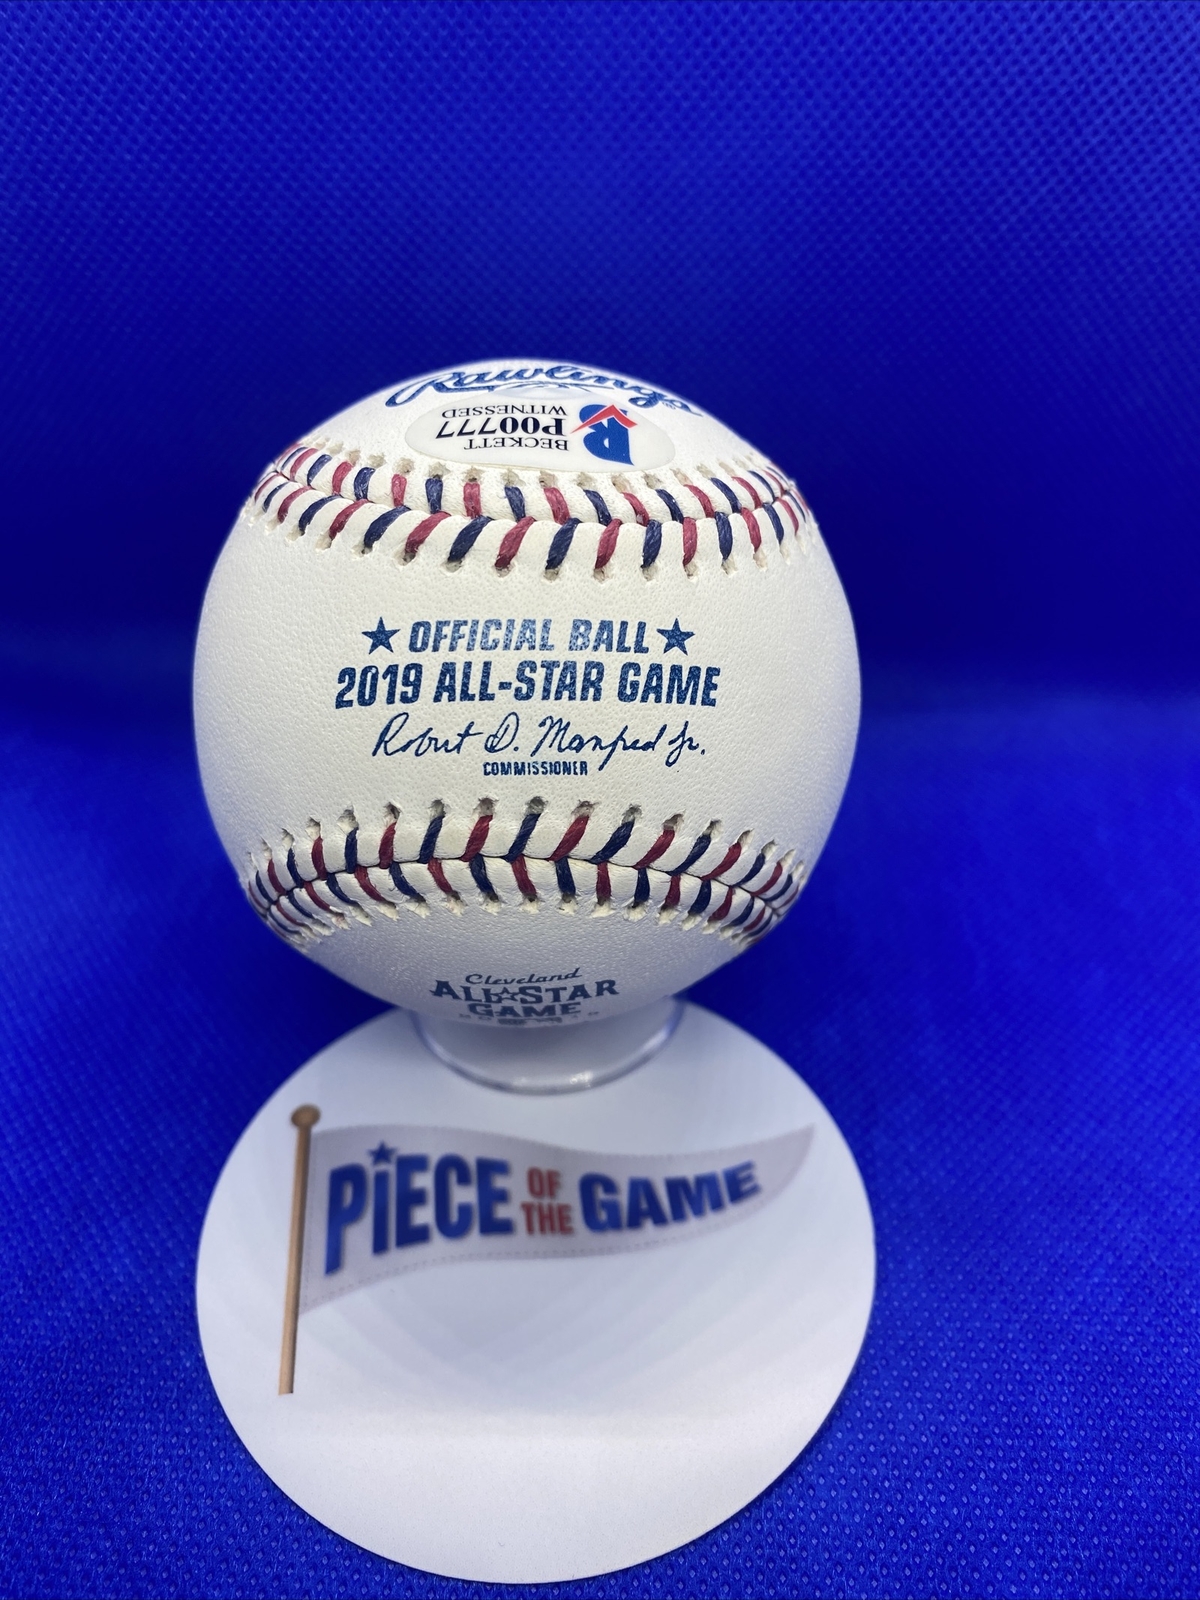 Rawlings
BECKETT
P00777
WITNESSED
OFFICIAL BALL
2019 ALL-STAR GAME
Robert D. Manfred Jr.
COMMISSIONER
Cleveland
ALL STAR
GAME
PiECE OF THE GAME